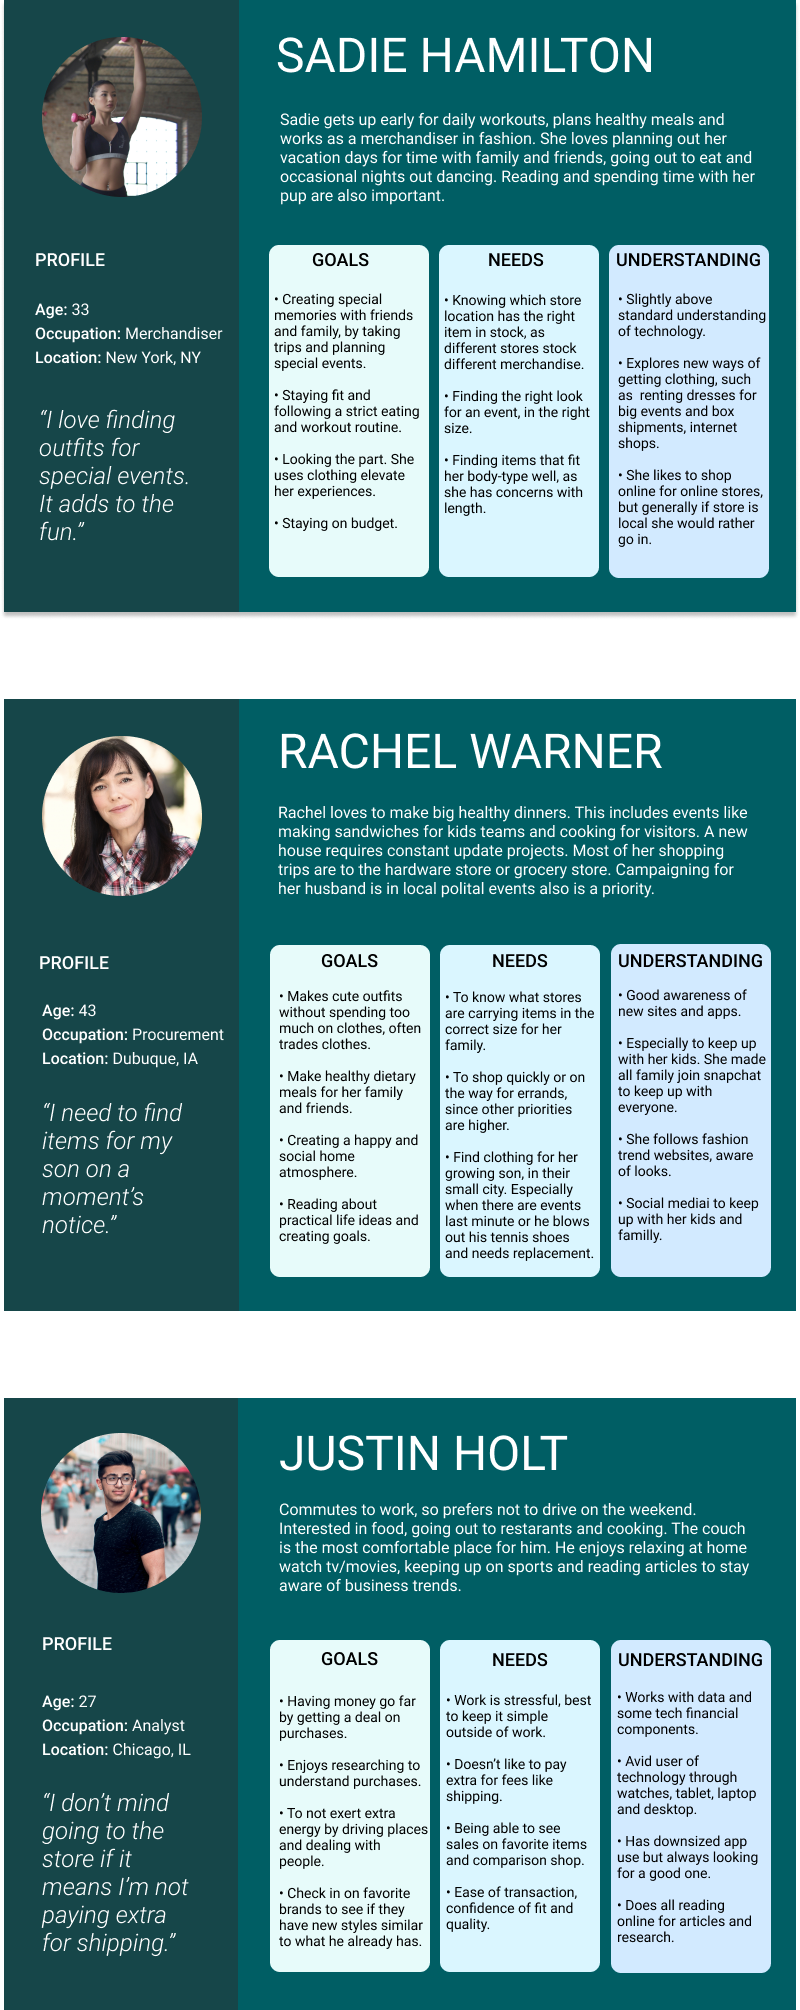 SADIE HAMILTON
Sadie gets up early for daily workouts, plans healthy meals and
works as a merchandiser in fashion. She loves planning out her
vacation days for time with family and friends, going out to eat and
occasional nights out dancing. Reading and spending time with her
pup are also important.
PROFILE
Age: 33
Occupation: Merchandiser
Location: New York, NY
“I love finding
outfits for
special events.
It adds to the
fun.”
GOALS
• Creating special
memories with friends
and family, by taking
trips and planning
special events.
• Staying fit and
following a strict eating
and workout routine.
• Looking the part. She
uses clothing elevate
her experiences.
• Staying on budget.
NEEDS
• Knowing which store
location has the right
item in stock, as
different stores stock
different merchandise.
• Finding the right look
for an event, in the right
size.
• Finding items that fit
her body-type well, as
she has concerns with
length.
UNDERSTANDING
• Slightly above
standard understanding
of technology.
• Explores new ways of
getting clothing, such
as  renting dresses for
big events and box
shipments, internet
shops.
• She likes to shop
online for online stores,
but generally if store is
local she would rather
go in.
RACHEL WARNER
Rachel loves to make big healthy dinners. This includes events like
making sandwiches for kids teams and cooking for visitors. A new
house requires constant update projects. Most of her shopping
trips are to the hardware store or grocery store. Campaigning for
her husband is in local polital events also is a priority.
PROFILE
Age: 43
Occupation: Procurement
Location: Dubuque, IA
“I need to find
items for my
son on a
moment’s
notice.”
GOALS
• Makes cute outfits
without spending too
much on clothes, often
trades clothes.
• Make healthy dietary
meals for her family
and friends.
• Creating a happy and
social home
atmosphere.
• Reading about
practical life ideas and
creating goals.
NEEDS
• To know what stores
are carrying items in the
correct size for her
family.
• To shop quickly or on
the way for errands,
since other priorities
are higher.
• Find clothing for her
growing son, in their
small city. Especially
when there are events
last minute or he blows
out his tennis shoes
and needs replacement.
UNDERSTANDING
• Good awareness of
new sites and apps.
• Especially to keep up
with her kids. She made
all family join snapchat
to keep up with
everyone.
• She follows fashion
trend websites, aware
of looks.
• Social mediai to keep
up with her kids and
familly.
JUSTIN HOLT
Commutes to work, so prefers not to drive on the weekend.
Interested in food, going out to restarants and cooking. The couch
is the most comfortable place for him. He enjoys relaxing at home
watch tv/movies, keeping up on sports and reading articles to stay
aware of business trends.
PROFILE
Age: 27
Occupation: Analyst
Location: Chicago, IL
“I don’t mind
going to the
store if it
means I’m not
paying extra
for shipping.”
GOALS
• Having money go far
by getting a deal on
purchases.
• Enjoys researching to
understand purchases.
• To not exert extra
energy by driving places
and dealing with
people.
• Check in on favorite
brands to see if they
have new styles similar
to what he already has.
NEEDS
• Work is stressful, best
to keep it simple
outside of work.
• Doesn’t like to pay
extra for fees like
shipping.
• Being able to see
sales on favorite items
and comparison shop.
• Ease of transaction,
confidence of fit and
quality.
UNDERSTANDING
• Works with data and
some tech financial
components.
• Avid user of
technology through
watches, tablet, laptop
and desktop.
• Has downsized app
use but always looking
for a good one.
• Does all reading
online for articles and
research.